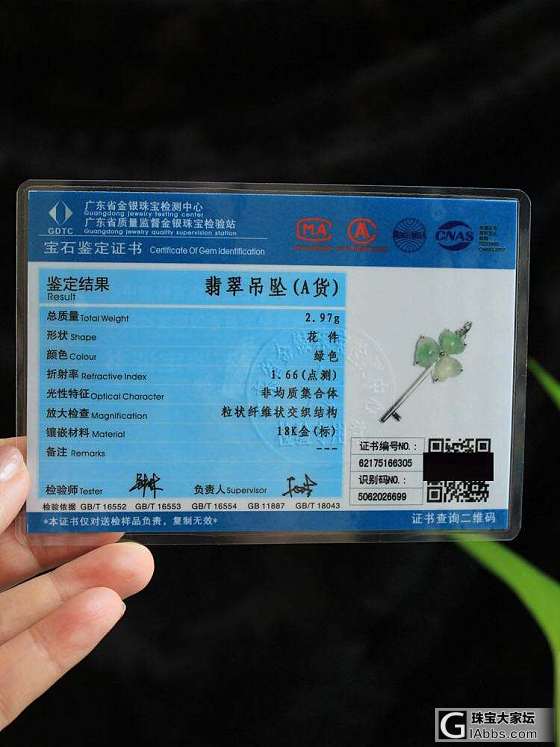 广东省金银珠宝检测中心
Guangdong jewelry testing center
广东省质量监督金银珠宝检验站
Guangdong jewelry quality supervision station
GDTC
宝石鉴定证书 Certificate Of Gem Identification
MA
A
CNAS
鉴定结果 翡翠吊坠(A货)
Result
总质量 Total Weight 2.97g
形状 Shape 花件
颜色 Colour 绿色
折射率 Refractive Index 1.66(点测)
光性特征 Optical Character 非均质集合体
放大检查 Magnification 粒状纤维状交织结构
镶嵌材料 Material 18K金(标)
备注 Remarks ---
检验师 Tester 负责人 Supervisor
检验依据 GB/T 16552 GB/T 16553 GB/T 16554 GB 11887 GB/T 18043
*本证书仅对送检样品负责，复制无效*
证书编号NO.:
62175166305
识别码NO.:
5062026699
证书查询二维码
G 珠宝大家坛
GIAbbs.com